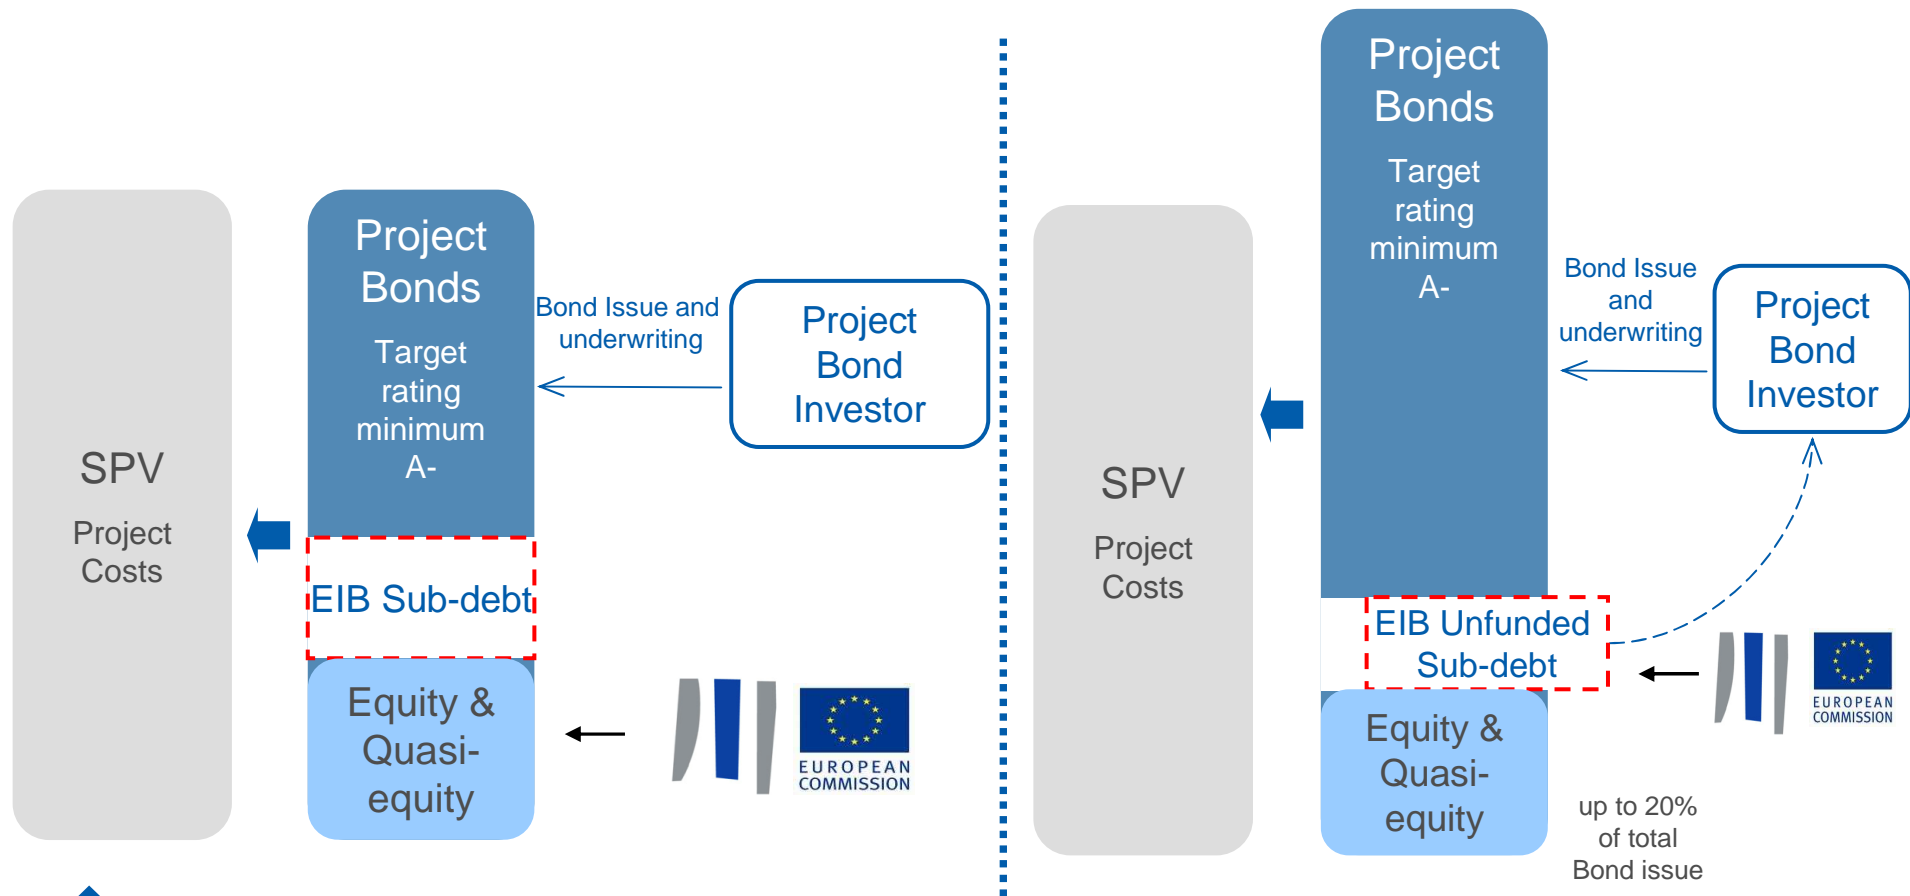 SPV
Project
Costs
Project
Bonds
Target
rating
minimum
A-
EIB Sub-debt
Equity &
Quasi-
equity
Bond Issue and
underwriting
Project
Bond
Investor
EUROPEAN
COMMISSION
SPV
Project
Costs
Project
Bonds
Target
rating
minimum
A-
EIB Unfunded
Sub-debt
Equity &
Quasi-
equity
Bond Issue
and
underwriting
Project
Bond
Investor
EUROPEAN
COMMISSION
up to 20%
of total
Bond issue